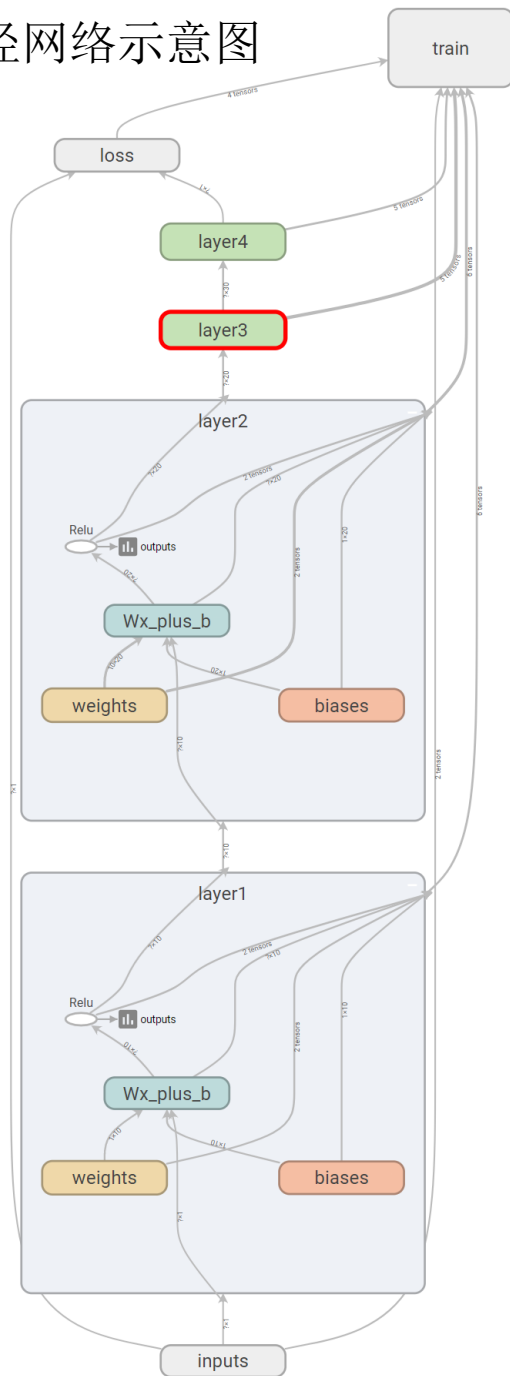 经网络示意图
train
4 tensors
loss
?×1
5 tensors
layer4
?×30
5 tensors
6 tensors
layer3
?×20
layer2
?×20
2 tensors
?×20
Relu
outputs
1×20
2 tensors
6 tensors
?×20
Wx_plus_b
10×20
1×20
weights
biases
?×10
2 tensors
?×1
?×10
layer1
?×10
2 tensors
?×10
Relu
outputs
1×10
2 tensors
?×10
Wx_plus_b
1×10
1×10
weights
biases
?×1
?×1
inputs